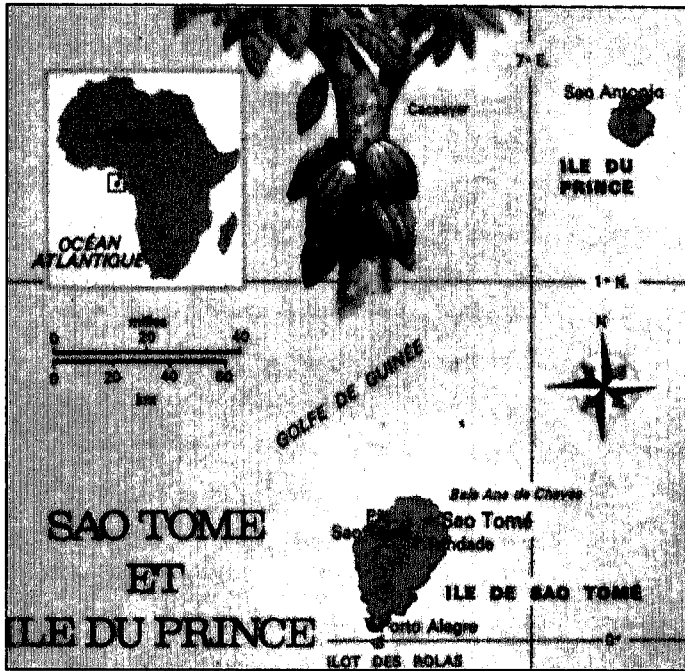 7° E.
Sao Antonio
Cacaoyer
ILE DU
PRINCE
OCÉAN
ATLANTIQUE
1° N.
miles
0 20 40
0 20 40 60
km
N
GOLFE DE GUINÉE
Baie Ana de Chaves
Sao Tomé
SAO TOME
ET
ILE DU PRINCE
ILE DE SAO TOMÉ
Porto Alegre
0°
ILOT DES ROLAS